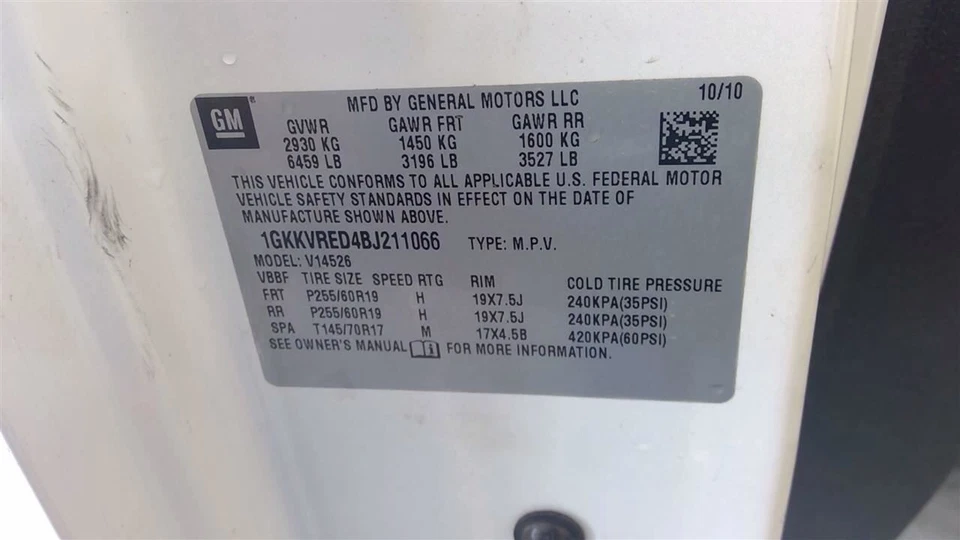 GM ® MFD BY GENERAL MOTORS LLC 10/10
GVWR GAWR FRT GAWR RR
2930 KG 1450 KG 1600 KG
6459 LB 3196 LB 3527 LB
THIS VEHICLE CONFORMS TO ALL APPLICABLE U.S. FEDERAL MOTOR
VEHICLE SAFETY STANDARDS IN EFFECT ON THE DATE OF
MANUFACTURE SHOWN ABOVE.
1GKKVRED4BJ211066 TYPE: M.P.V.
MODEL: V14526
VBBF TIRE SIZE SPEED RTG RIM COLD TIRE PRESSURE
FRT P255/60R19 H 19X7.5J 240KPA(35PSI)
RR P255/60R19 H 19X7.5J 240KPA(35PSI)
SPA T145/70R17 M 17X4.5B 420KPA(60PSI)
SEE OWNER'S MANUAL FOR MORE INFORMATION.